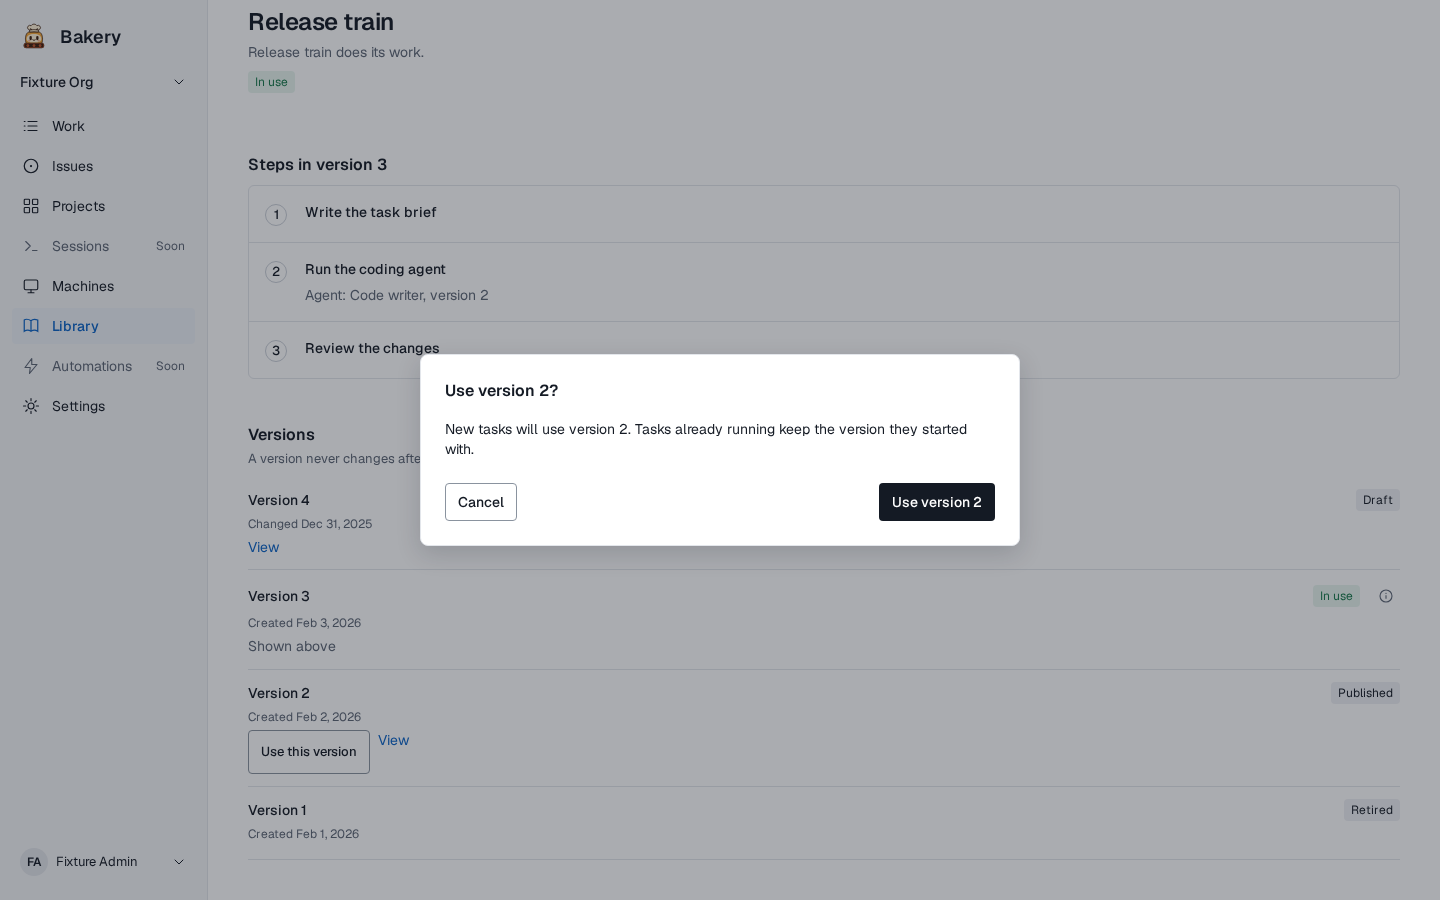 Bakery
Fixture Org
Work
Issues
Projects
Sessions Soon
Machines
Library
Automations Soon
Settings
FA Fixture Admin
Release train
Release train does its work.
In use
Steps in version 3
1 Write the task brief
2 Run the coding agent
Agent: Code writer, version 2
3 Review the changes
Versions
A version never changes afte
Version 4 Draft
Changed Dec 31, 2025
View
Version 3 In use
Created Feb 3, 2026
Shown above
Version 2 Published
Created Feb 2, 2026
Use this version View
Version 1 Retired
Created Feb 1, 2026
Use version 2?
New tasks will use version 2. Tasks already running keep the version they started
with.
Cancel Use version 2